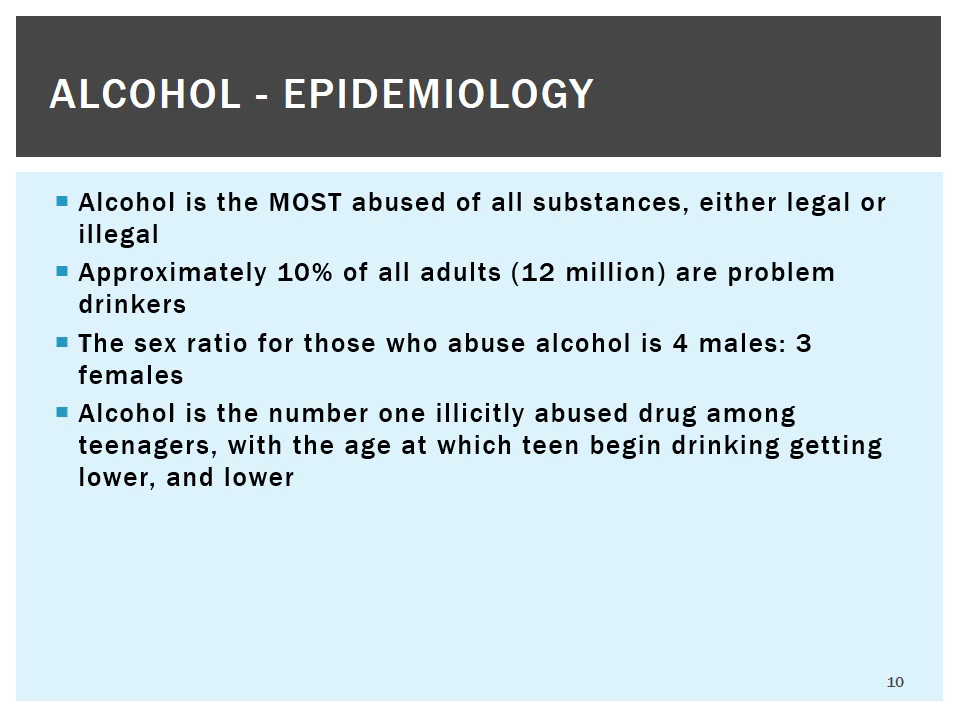 ALCOHOL - EPIDEMIOLOGY
Alcohol is the MOST abused of all substances, either legal or
illegal
Approximately 10% of all adults (12 million) are problem
drinkers
The sex ratio for those who abuse alcohol is 4 males: 3
females
Alcohol is the number one illicitly abused drug among
teenagers, with the age at which teen begin drinking getting
lower, and lower
10